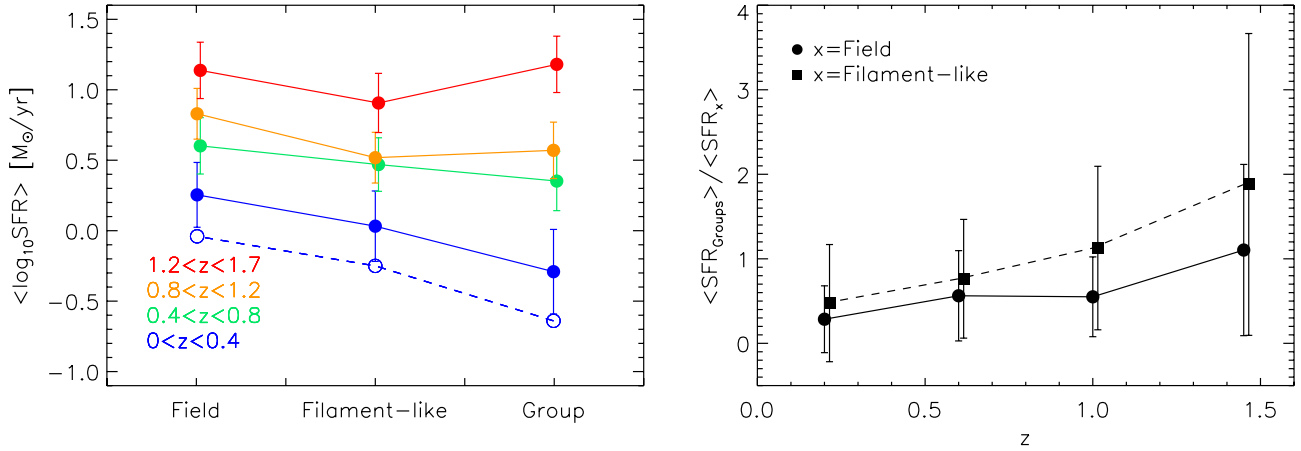 <log₁₀SFR> [M⊙/yr]
1.5
1.0
0.5
0.0
−0.5
−1.0
1.2<z<1.7
0.8<z<1.2
0.4<z<0.8
0<z<0.4
Field
Filament−like
Group
<SFR_Groups>/<SFR_x>
4
3
2
1
0
x=Field
x=Filament−like
0.0
0.5
1.0
1.5
z